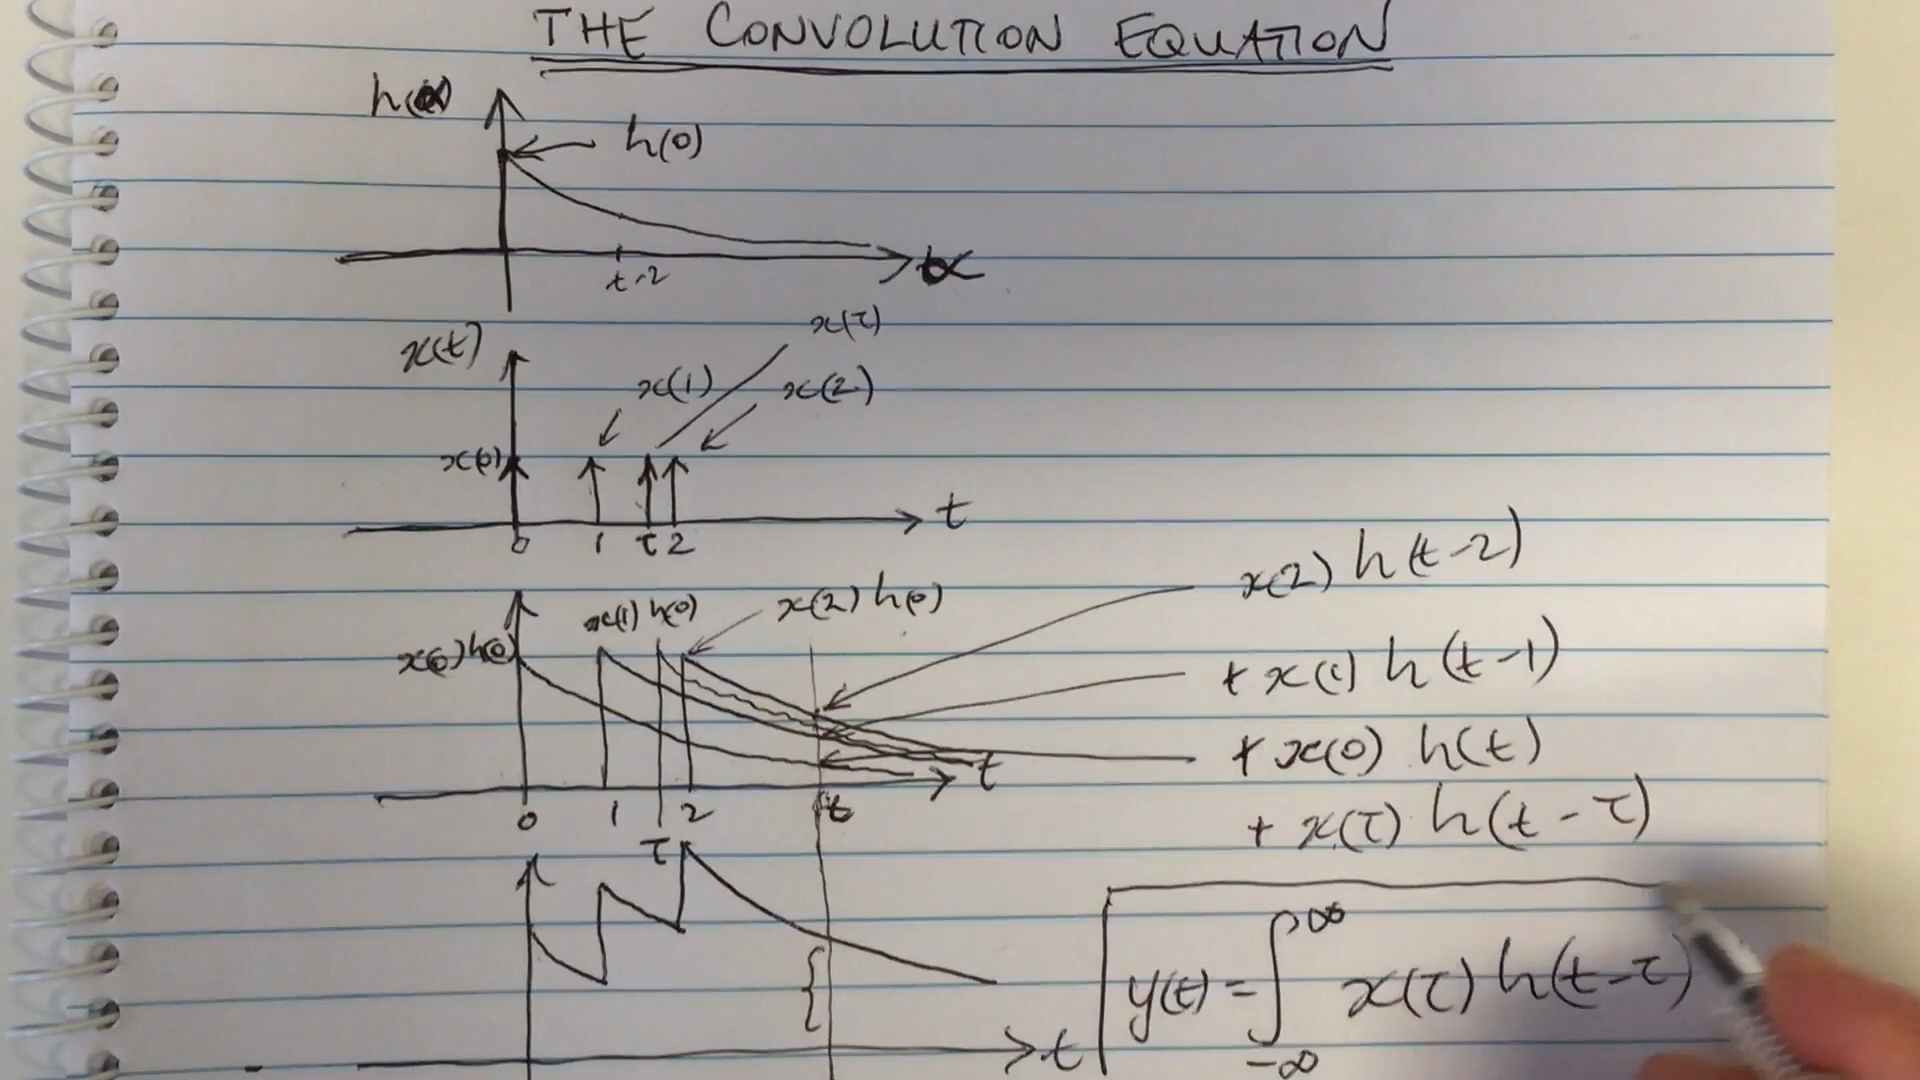 THE CONVOLUTION EQUATION
h(α)
h(0)
t-2
α
x(t)
x(τ)
x(1)
x(2)
x(0)
t
0 1 τ 2
x(2) h(t-2)
x(0) h(0)
x(1) h(0)
x(2) h(0)
+ x(1) h(t-1)
+ x(0) h(t)
t
0 1 2 t
τ
+ x(τ) h(t-τ)
y(t) = ∫_{-∞}^{∞} x(τ) h(t-τ)
t